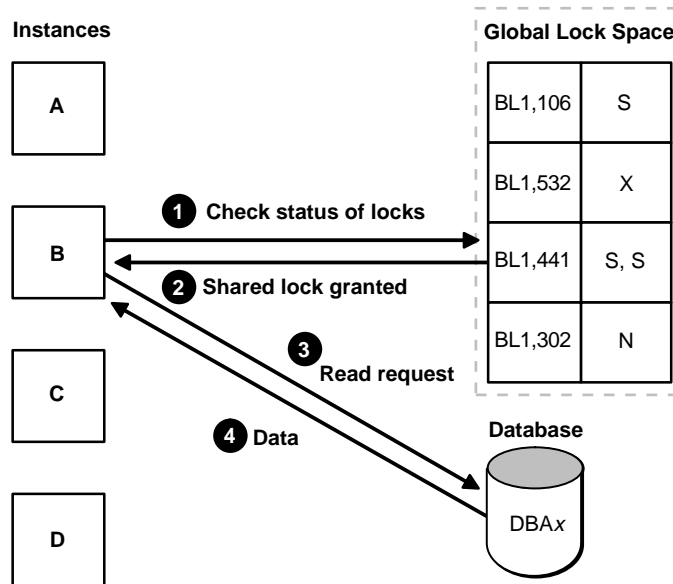 Instances
Global Lock Space
A
BL1,106 S
BL1,532 X
1 Check status of locks
B
BL1,441 S, S
2 Shared lock granted
BL1,302 N
3
Read request
C
4 Data
Database
DBAx
D